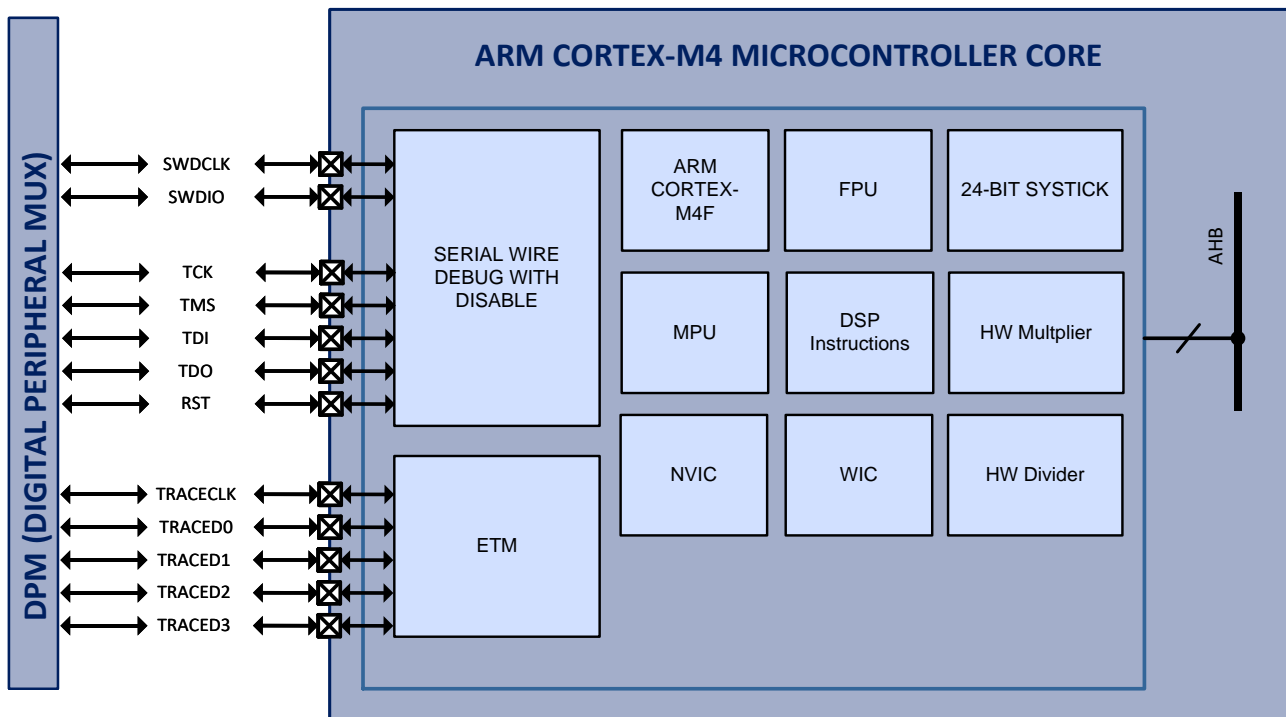 ARM CORTEX-M4 MICROCONTROLLER CORE
DPM (DIGITAL PERIPHERAL MUX)
SWDCLK
SWDIO
TCK
TMS
TDI
TDO
RST
TRACECLK
TRACED0
TRACED1
TRACED2
TRACED3
SERIAL WIRE
DEBUG WITH
DISABLE
ETM
ARM
CORTEX-
M4F
FPU
24-BIT SYSTICK
MPU
DSP
Instructions
HW Multplier
NVIC
WIC
HW Divider
AHB